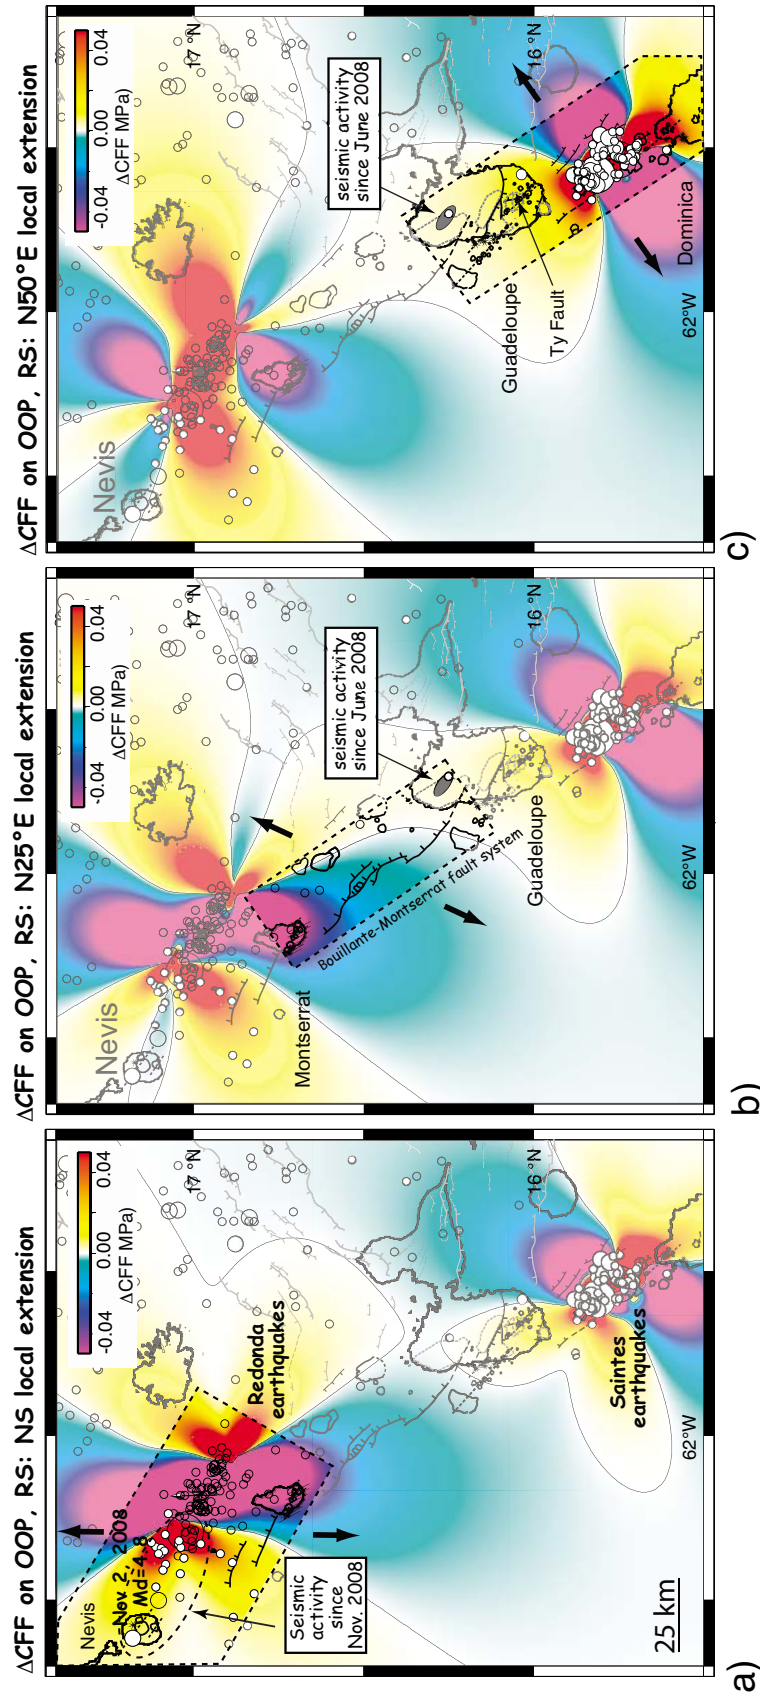 a)
ΔCFF on OOP, RS: NS local extension
-0.04 0.00 0.04
ΔCFF MPa)
17 °N
16 °N
62°W
Nevis
Nov. 2, 2008
Md=4.8
Redonda
earthquakes
Seismic
activity
since
Nov. 2008
Saintes
earthquakes
25 km
b)
ΔCFF on OOP, RS: N25°E local extension
-0.04 0.00 0.04
ΔCFF MPa)
17 °N
16 °N
62°W
Nevis
Montserrat
Bouillante-Montserrat fault system
seismic activity
since June 2008
Guadeloupe
c)
ΔCFF on OOP, RS: N50°E local extension
-0.04 0.00 0.04
ΔCFF MPa)
17 °N
16 °N
62°W
Nevis
seismic activity
since June 2008
Guadeloupe
Ty Fault
Dominica